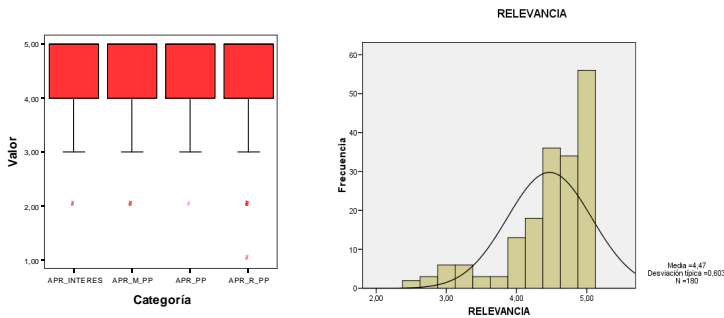 RELEVANCIA
5,00
4,00
3,00
2,00
1,00
Valor
APR_INTERES APR_M_PP APR_PP APR_R_PP
Categoría
60
50
40
30
20
10
0
Frecuencia
2,00 3,00 4,00 5,00
RELEVANCIA
Media =4,47
Desviación típica =0,603
N =180